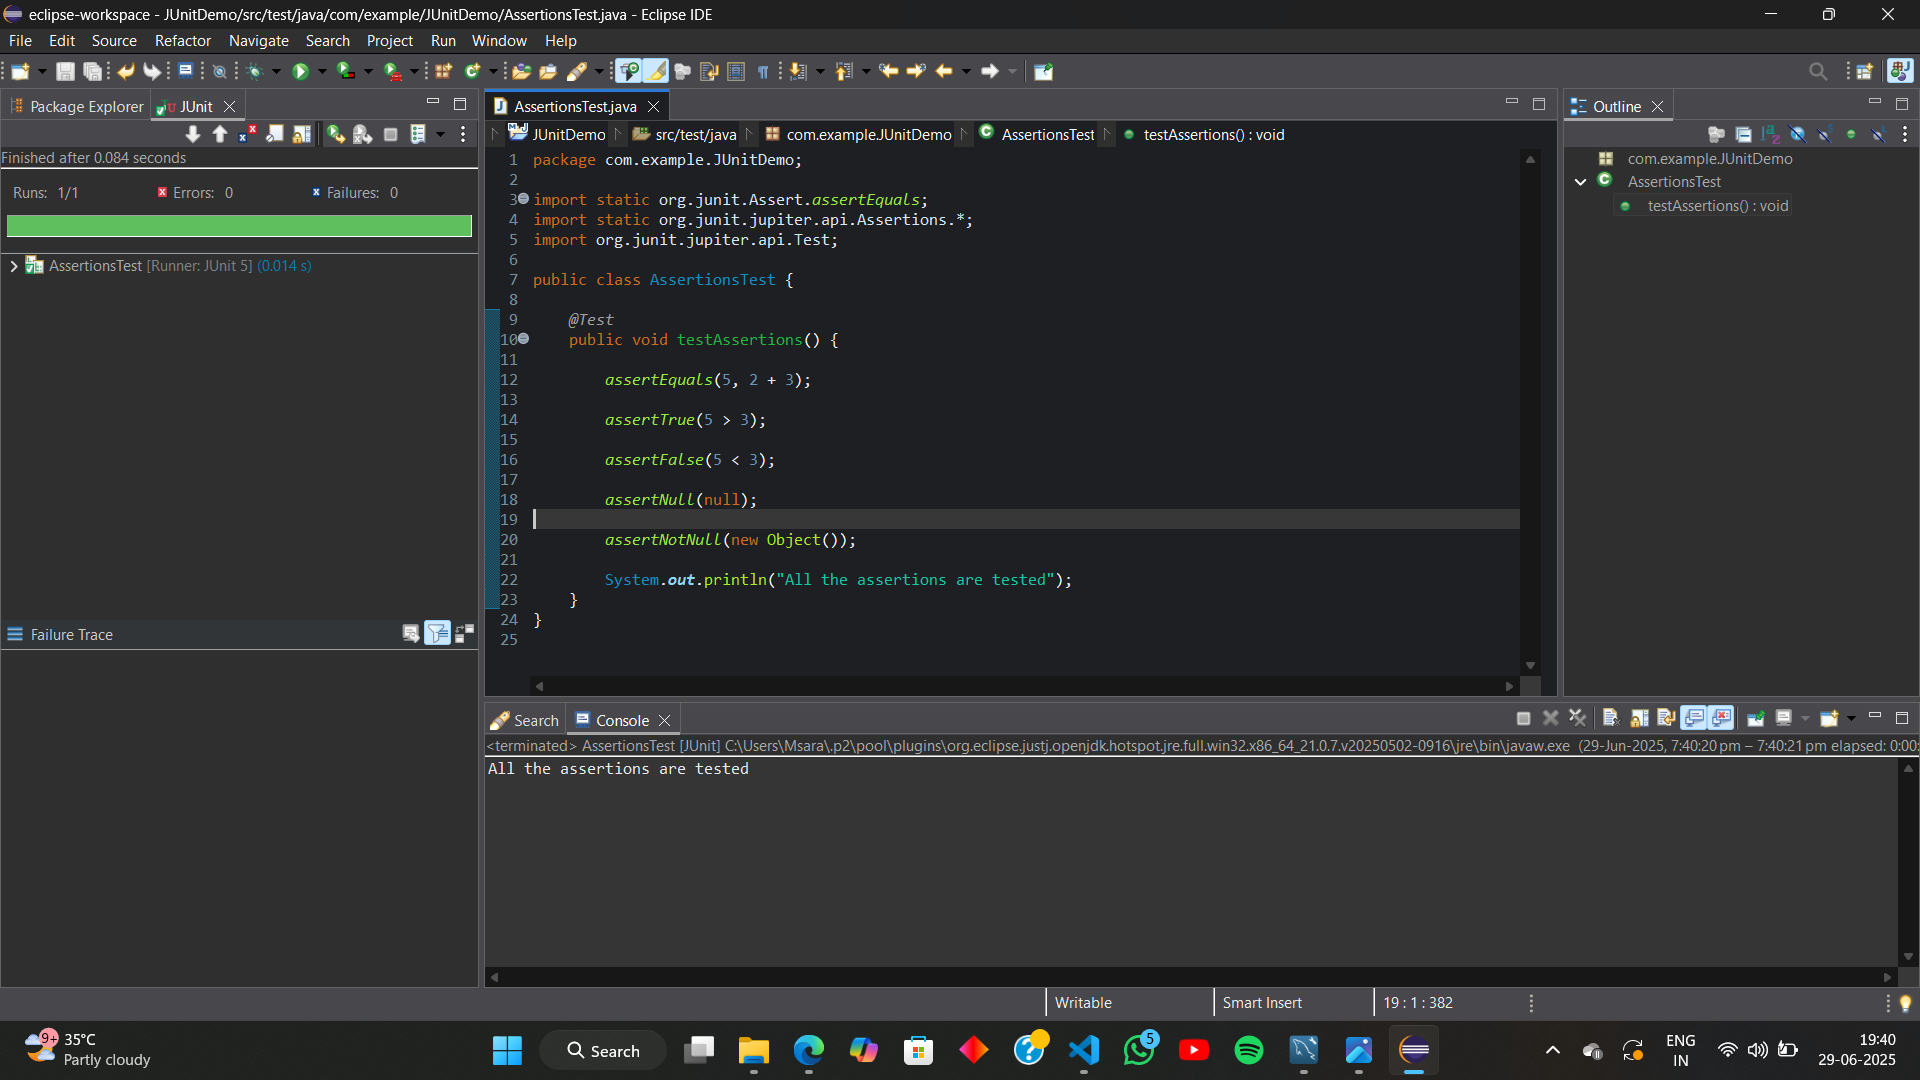 eclipse-workspace - JUnitDemo/src/test/java/com/example/JUnitDemo/AssertionsTest.java - Eclipse IDE
File Edit Source Refactor Navigate Search Project Run Window Help
Package Explorer JUnit
Finished after 0.084 seconds
Runs: 1/1 Errors: 0 Failures: 0
AssertionsTest [Runner: JUnit 5] (0.014 s)
Failure Trace
AssertionsTest.java
JUnitDemo src/test/java com.example.JUnitDemo AssertionsTest testAssertions() : void
1 package com.example.JUnitDemo;
2
3 import static org.junit.Assert.assertEquals;
4 import static org.junit.jupiter.api.Assertions.*;
5 import org.junit.jupiter.api.Test;
6
7 public class AssertionsTest {
8
9 @Test
10 public void testAssertions() {
11
12 assertEquals(5, 2 + 3);
13
14 assertTrue(5 > 3);
15
16 assertFalse(5 < 3);
17
18 assertNull(null);
19
20 assertNotNull(new Object());
21
22 System.out.println("All the assertions are tested");
23 }
24 }
25
Outline
com.example.JUnitDemo
AssertionsTest
testAssertions() : void
Search Console
<terminated> AssertionsTest [JUnit] C:\Users\Msara\.p2\pool\plugins\org.eclipse.justj.openjdk.hotspot.jre.full.win32.x86_64_21.0.7.v20250502-0916\jre\bin\javaw.exe (29-Jun-2025, 7:40:20 pm – 7:40:21 pm elapsed: 0:00:
All the assertions are tested
Writable Smart Insert 19 : 1 : 382
9+ 35°C
Partly cloudy
Search
5
ENG
IN
19:40
29-06-2025